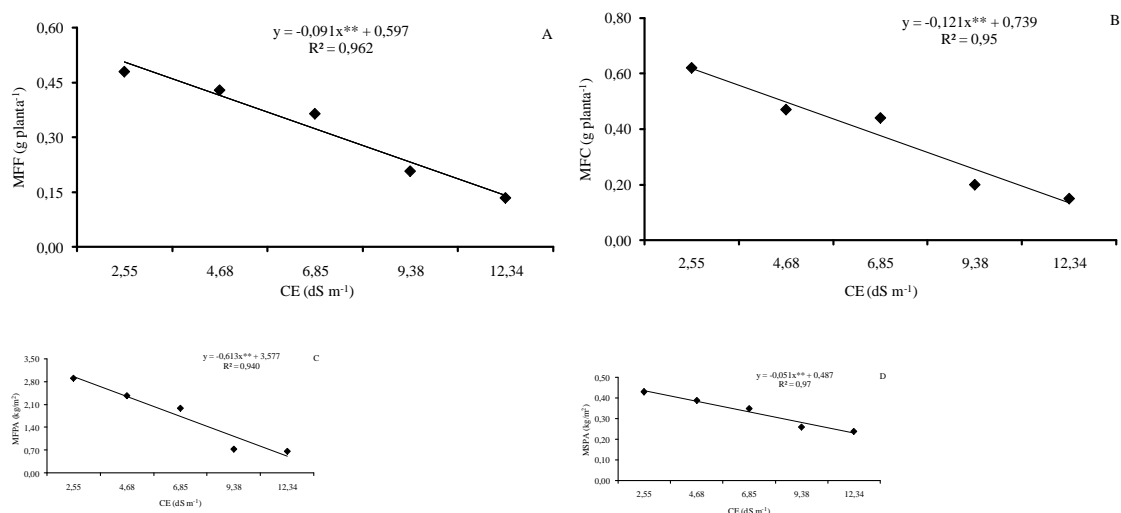 y = -0,091x** + 0,597
R² = 0,962
A
0,60
0,45
0,30
0,15
0,00
MFF (g planta⁻¹)
2,55 4,68 6,85 9,38 12,34
CE (dS m⁻¹)
y = -0,121x** + 0,739
R² = 0,95
B
0,80
0,60
0,40
0,20
0,00
MFC (g planta⁻¹)
2,55 4,68 6,85 9,38 12,34
CE (dS m⁻¹)
y = -0,613x** + 3,577
R² = 0,940
C
3,50
2,80
2,10
1,40
0,70
0,00
MFPA (kg/m²)
2,55 4,68 6,85 9,38 12,34
CE (dS m⁻¹)
y = -0,051x** + 0,487
R² = 0,97
D
0,50
0,40
0,30
0,20
0,10
0,00
MSPA (kg/m²)
2,55 4,68 6,85 9,38 12,34
CE (dS m⁻¹)